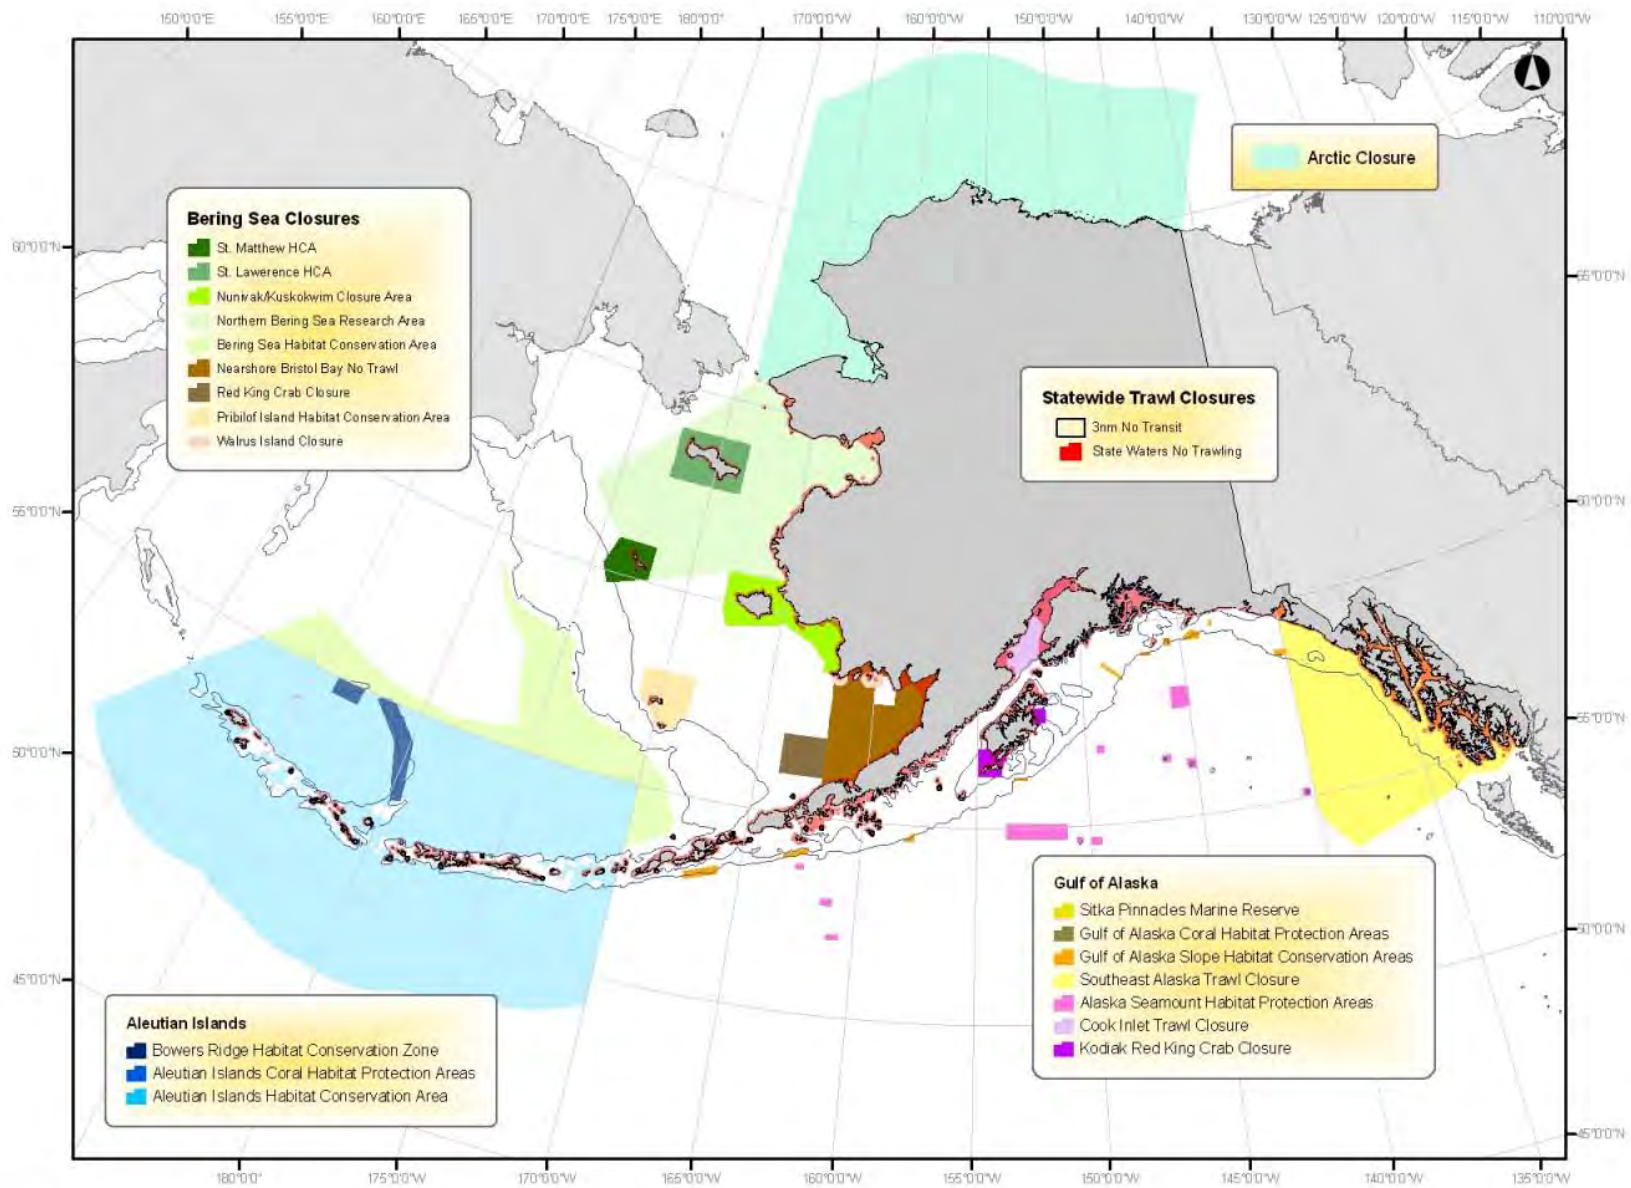 150°0'0"E 155°0'0"E 160°0'0"E 165°0'0"E 170°0'0"E 175°0'0"E 180°0'0" 170°0'0"W 160°0'0"W 150°0'0"W 140°0'0"W 130°0'0"W 125°0'0"W 120°0'0"W 115°0'0"W 110°0'0"W
Arctic Closure
Bering Sea Closures
St. Matthew HCA
St. Lawerence HCA
Nunivak/Kuskokwim Closure Area
Northern Bering Sea Research Area
Bering Sea Habitat Conservation Area
Nearshore Bristol Bay No Trawl
Red King Crab Closure
Pribilof Island Habitat Conservation Area
Walrus Island Closure
60°0'0"N
55°0'0"N
50°0'0"N
45°0'0"N
Statewide Trawl Closures
3nm No Transit
State Waters No Trawling
65°0'0"N
60°0'0"N
55°0'0"N
50°0'0"N
45°0'0"N
Gulf of Alaska
Sitka Pinnacles Marine Reserve
Gulf of Alaska Coral Habitat Protection Areas
Gulf of Alaska Slope Habitat Conservation Areas
Southeast Alaska Trawl Closure
Alaska Seamount Habitat Protection Areas
Cook Inlet Trawl Closure
Kodiak Red King Crab Closure
Aleutian Islands
Bowers Ridge Habitat Conservation Zone
Aleutian Islands Coral Habitat Protection Areas
Aleutian Islands Habitat Conservation Area
180°0'0" 175°0'0"W 170°0'0"W 165°0'0"W 160°0'0"W 155°0'0"W 150°0'0"W 145°0'0"W 140°0'0"W 135°0'0"W